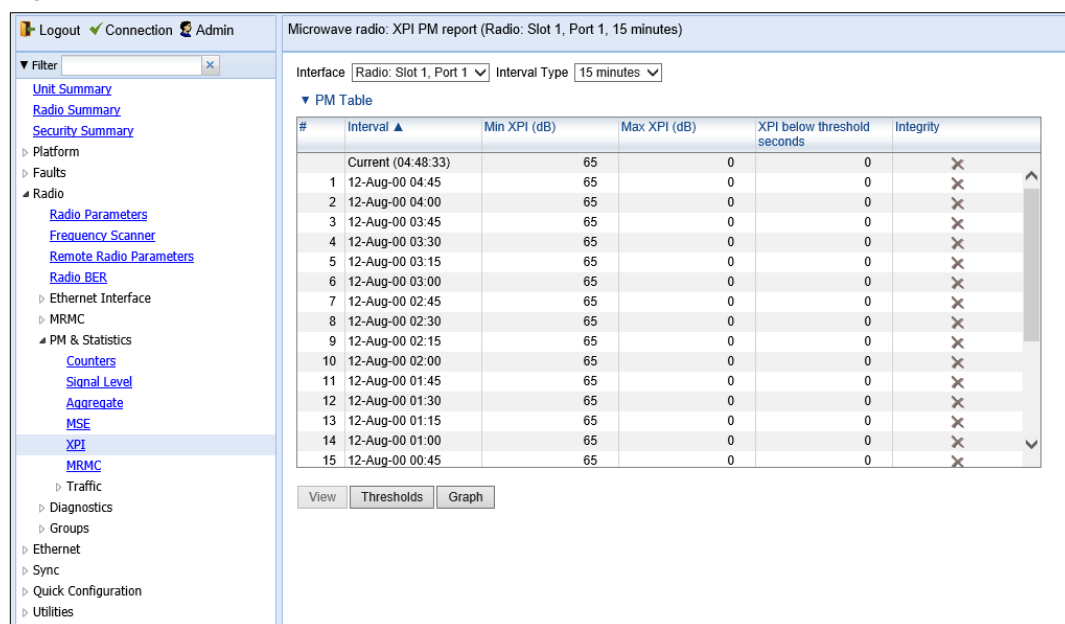 Logout Connection Admin
Microwave radio: XPI PM report (Radio: Slot 1, Port 1, 15 minutes)
Filter
Unit Summary
Radio Summary
Security Summary
Platform
Faults
Radio
Radio Parameters
Frequency Scanner
Remote Radio Parameters
Radio BER
Ethernet Interface
MRMC
PM & Statistics
Counters
Signal Level
Aggregate
MSE
XPI
MRMC
Traffic
Diagnostics
Groups
Ethernet
Sync
Quick Configuration
Utilities
Interface Radio: Slot 1, Port 1 Interval Type 15 minutes
▼ PM Table
# Interval ▲ Min XPI (dB) Max XPI (dB) XPI below threshold seconds Integrity
Current (04:48:33) 65 0 0
1 12-Aug-00 04:45 65 0 0
2 12-Aug-00 04:00 65 0 0
3 12-Aug-00 03:45 65 0 0
4 12-Aug-00 03:30 65 0 0
5 12-Aug-00 03:15 65 0 0
6 12-Aug-00 03:00 65 0 0
7 12-Aug-00 02:45 65 0 0
8 12-Aug-00 02:30 65 0 0
9 12-Aug-00 02:15 65 0 0
10 12-Aug-00 02:00 65 0 0
11 12-Aug-00 01:45 65 0 0
12 12-Aug-00 01:30 65 0 0
13 12-Aug-00 01:15 65 0 0
14 12-Aug-00 01:00 65 0 0
15 12-Aug-00 00:45 65 0 0
View Thresholds Graph